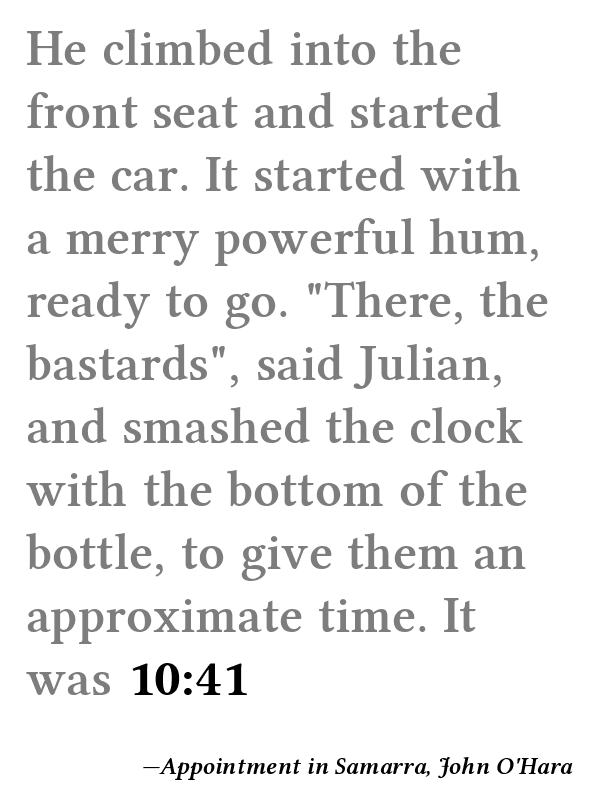 He climbed into the
front seat and started
the car. It started with
a merry powerful hum,
ready to go. "There, the
bastards", said Julian,
and smashed the clock
with the bottom of the
bottle, to give them an
approximate time. It
was 10:41
—Appointment in Samarra, John O'Hara